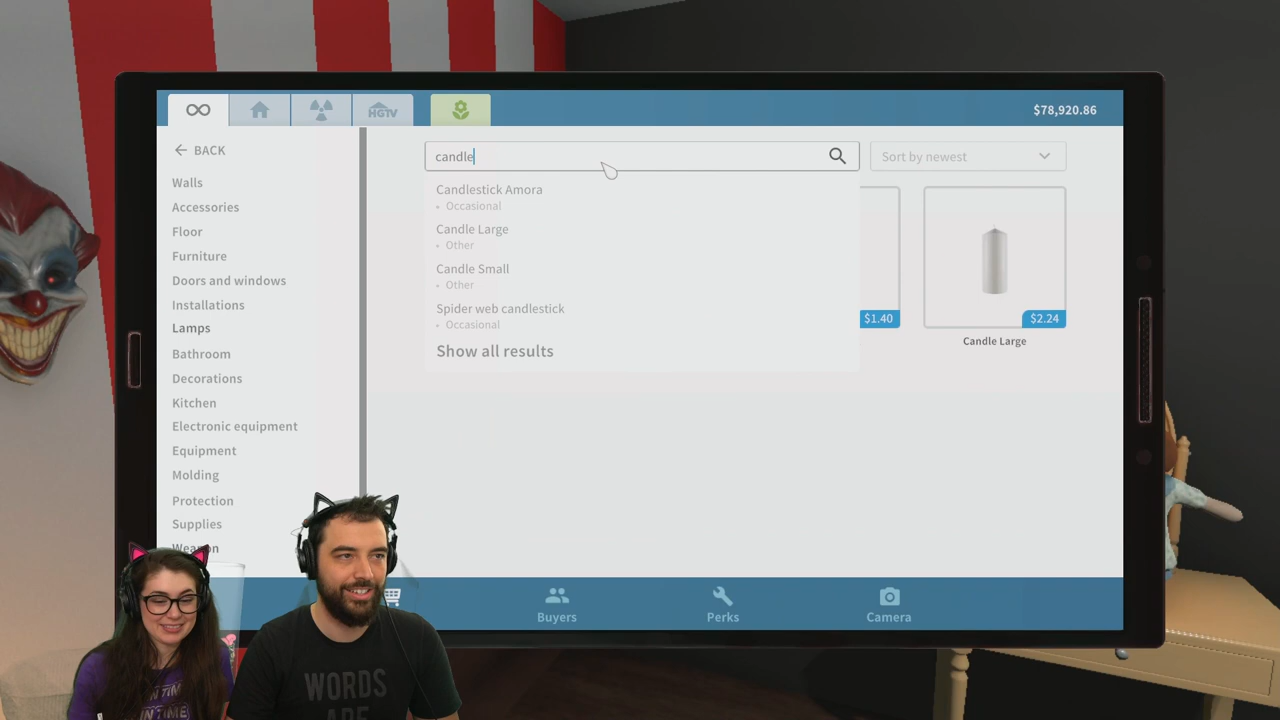 HGTV
$78,920.86
BACK
candle
Sort by newest
Walls
Accessories
Floor
Furniture
Doors and windows
Installations
Lamps
Bathroom
Decorations
Kitchen
Electronic equipment
Equipment
Molding
Protection
Supplies
Weapon
Candlestick Amora
• Occasional
Candle Large
• Other
Candle Small
• Other
Spider web candlestick
• Occasional
Show all results
$1.40
$2.24
Candle Large
Buyers
Perks
Camera
WORDS
ARE